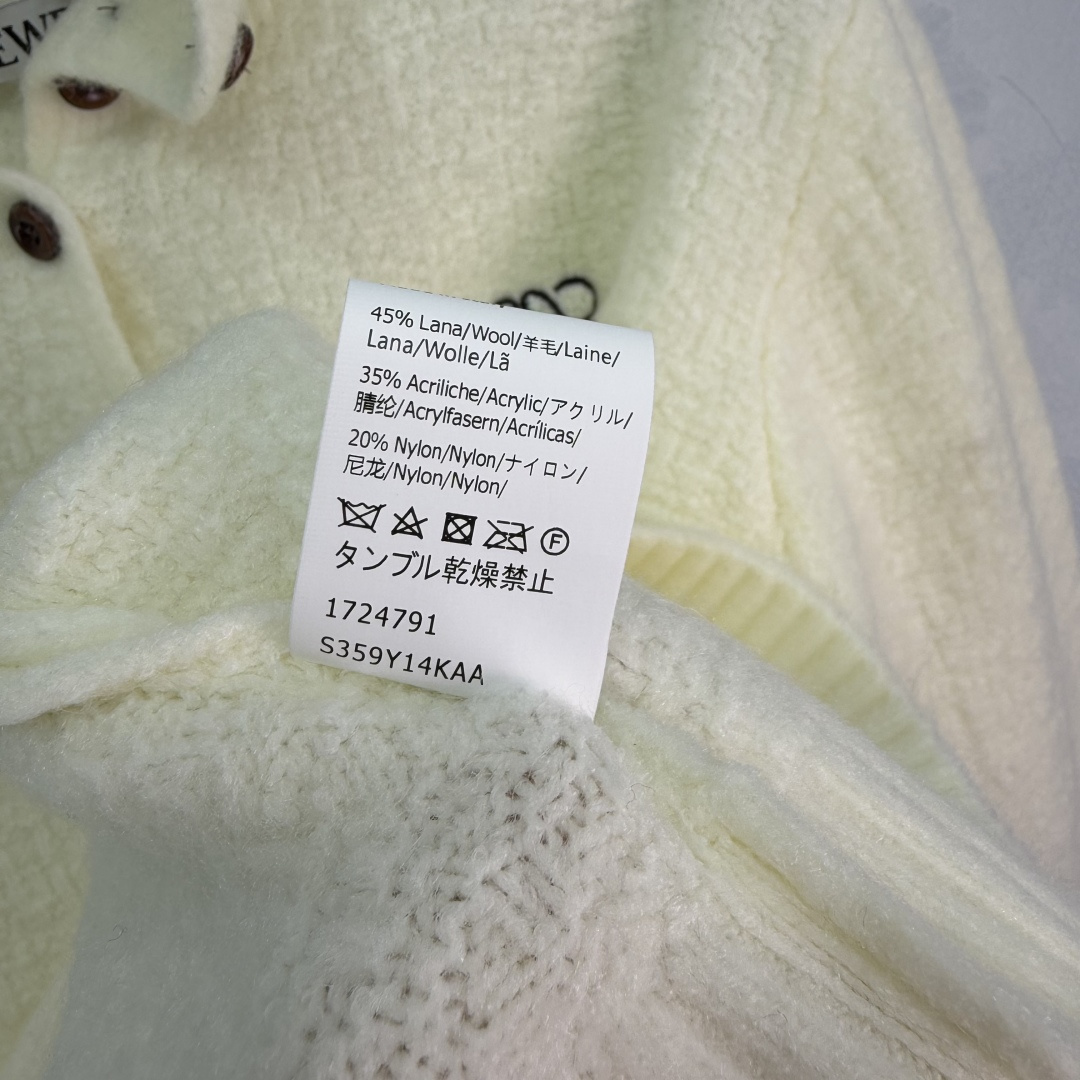 45% Lana/Wool/羊毛/Laine/
Lana/Wolle/Lã
35% Acriliche/Acrylic/アクリル/
腈纶/Acrylfasern/Acrílicas/
20% Nylon/Nylon/ナイロン/
尼龙/Nylon/Nylon/
F
タンブル乾燥禁止
1724791
S359Y14KAA